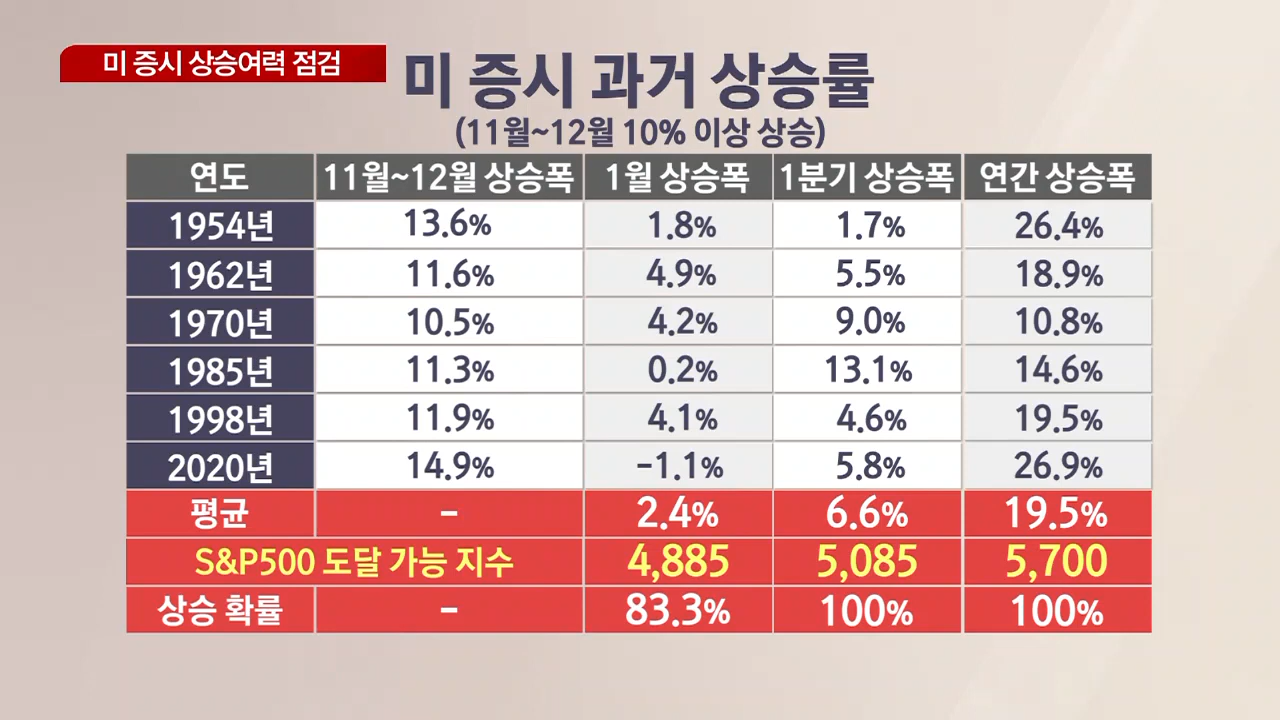 미 증시 상승여력 점검
미 증시 과거 상승률
(11월~12월 10% 이상 상승)
연도 11월~12월 상승폭 1월 상승폭 1분기 상승폭 연간 상승폭
1954년 13.6% 1.8% 1.7% 26.4%
1962년 11.6% 4.9% 5.5% 18.9%
1970년 10.5% 4.2% 9.0% 10.8%
1985년 11.3% 0.2% 13.1% 14.6%
1998년 11.9% 4.1% 4.6% 19.5%
2020년 14.9% -1.1% 5.8% 26.9%
평균 - 2.4% 6.6% 19.5%
S&P500 도달 가능 지수 4,885 5,085 5,700
상승 확률 - 83.3% 100% 100%